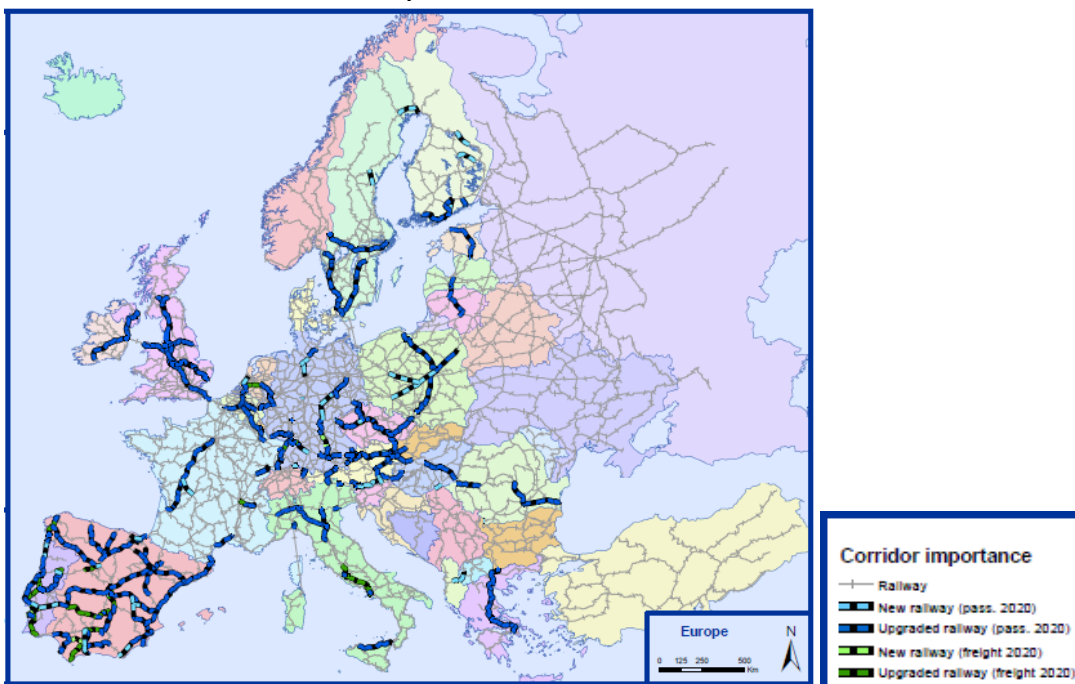 Europe
N
0 125 250 500
Km
Corridor importance
Railway
New railway (pass. 2020)
Upgraded railway (pass. 2020)
New railway (freight 2020)
Upgraded railway (freight 2020)